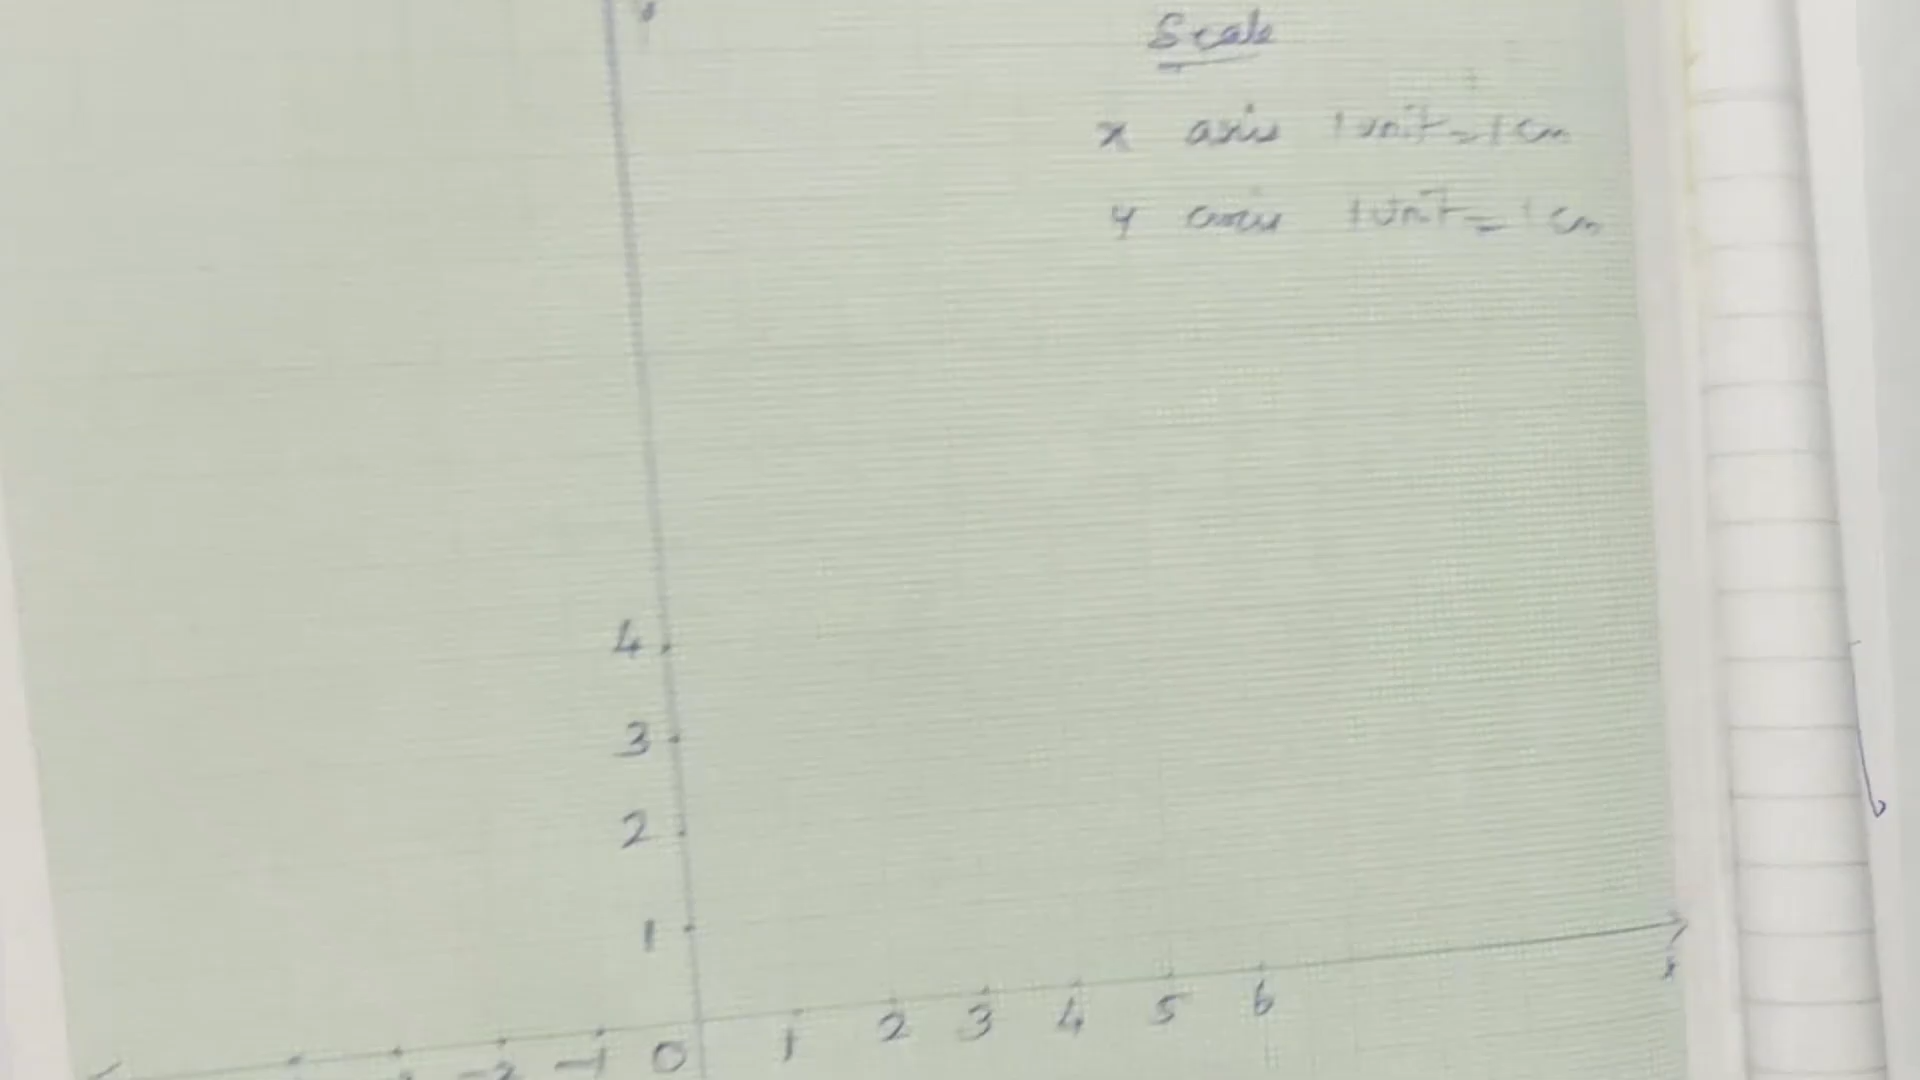 Scale
x axis 1 unit = 1 cm
y axis 1 unit = 1 cm
4
3
2
1
-2 -1 0 1 2 3 4 5 6